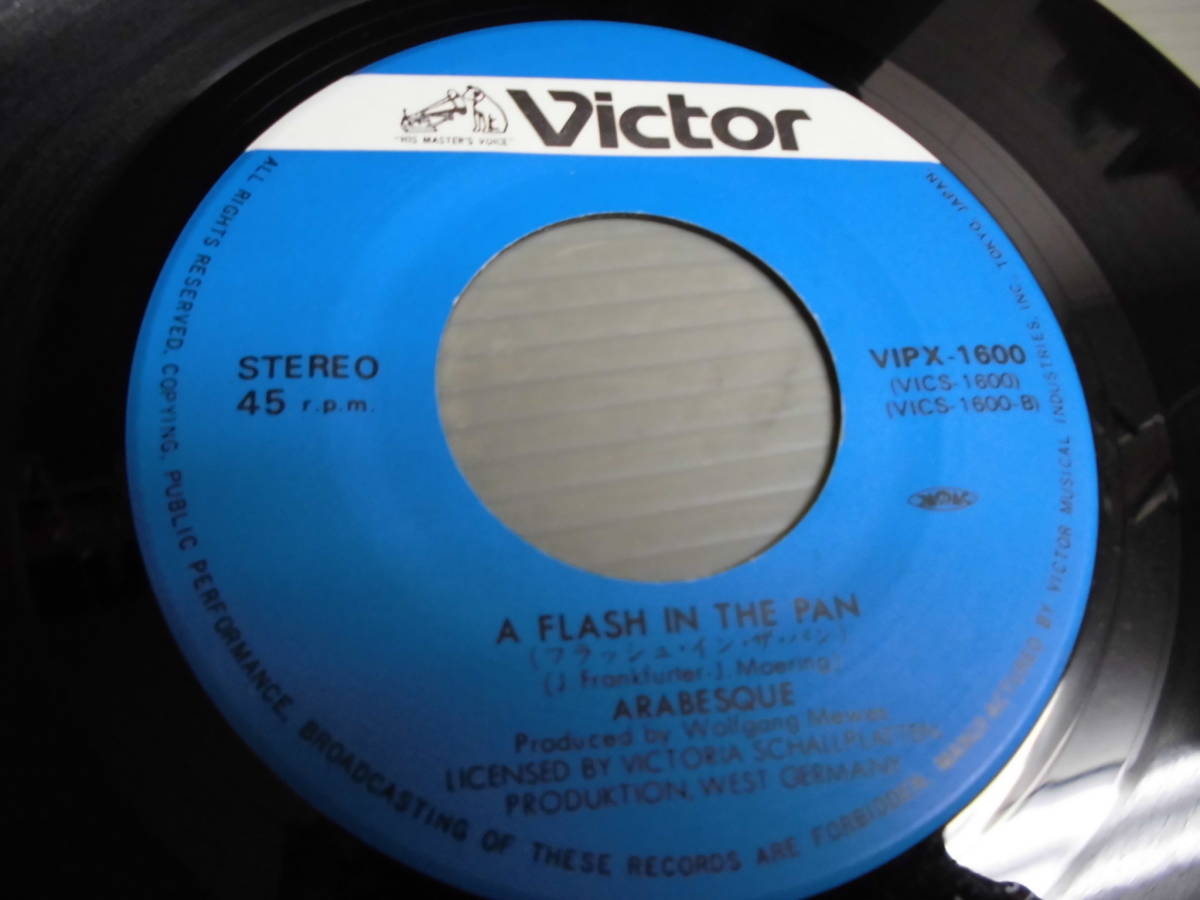 "HIS MASTER'S VOICE"
Victor
STEREO
45 r.p.m.
VIPX-1600
(VICS-1600)
(VICS-1600-B)
A FLASH IN THE PAN
(フラッシュ・イン・ザ・パン)
(J. Frankfurter-J. Moering)
ARABESQUE
Produced by Wolfgang Mewes
LICENSED BY VICTORIA SCHALLPLATTEN
PRODUKTION, WEST GERMANY
ALL RIGHTS RESERVED. COPYING, PUBLIC PERFORMANCE, BROADCASTING OF THESE RECORDS ARE FORBIDDEN. MANUFACTURED BY VICTOR MUSICAL INDUSTRIES, INC. TOKYO, JAPAN